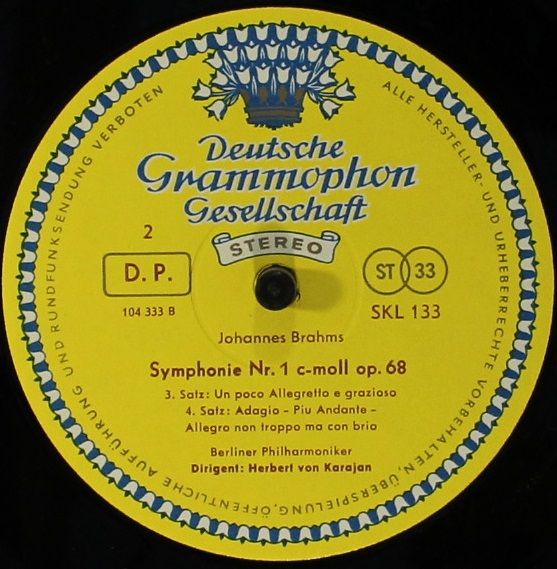 Deutsche
Grammophon
Gesellschaft
STEREO
2
D. P.
104 333 B
ST 33
SKL 133
Johannes Brahms
Symphonie Nr. 1 c-moll op. 68
3. Satz: Un poco Allegretto e grazioso
4. Satz: Adagio – Piu Andante –
Allegro non troppo ma con brio
Berliner Philharmoniker
Dirigent: Herbert von Karajan
ALLE HERSTELLER- UND URHEBERRECHTE VORBEHALTEN, ÜBERSPIELUNG, ÖFFENTLICHE AUFFÜHRUNG UND RUNDFUNKSENDUNG VERBOTEN